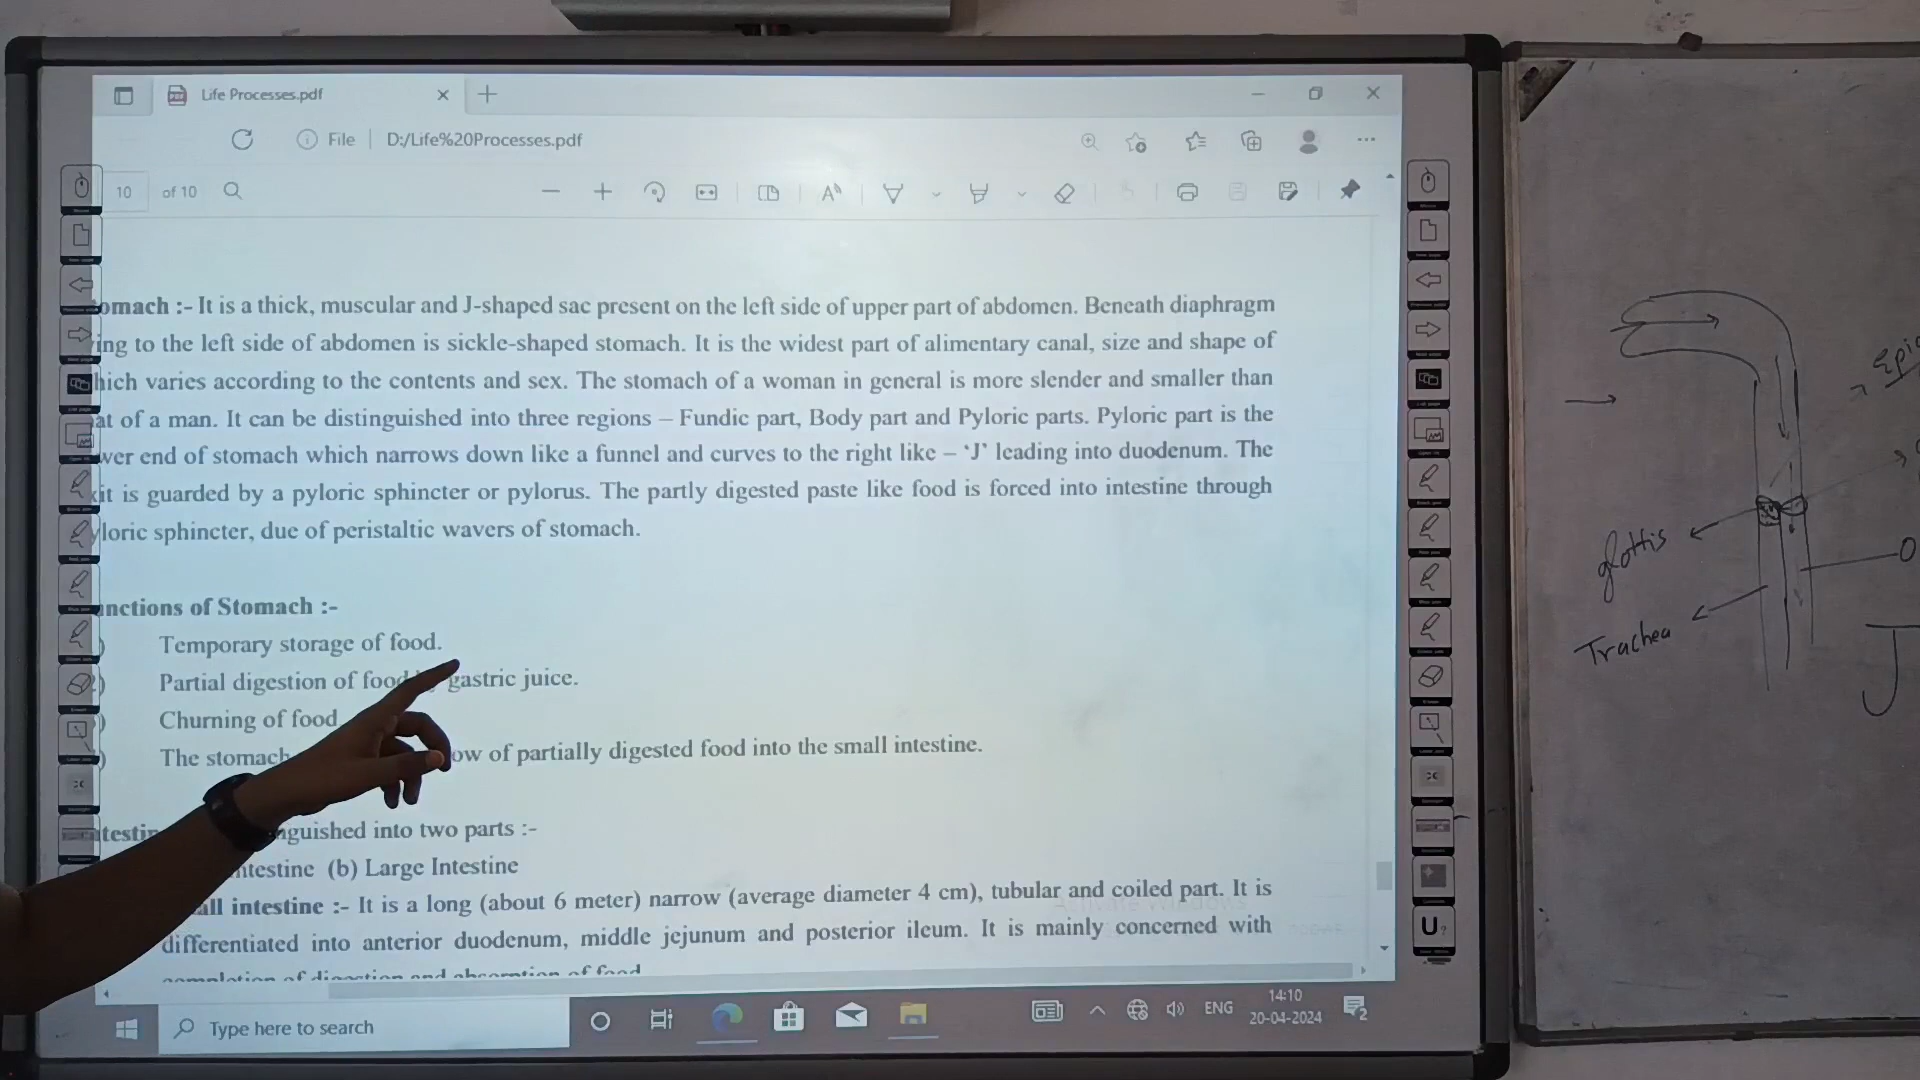 Life Processes.pdf
File D:/Life%20Processes.pdf
10 of 10
omach :- It is a thick, muscular and J-shaped sac present on the left side of upper part of abdomen. Beneath diaphragm
ing to the left side of abdomen is sickle-shaped stomach. It is the widest part of alimentary canal, size and shape of
hich varies according to the contents and sex. The stomach of a woman in general is more slender and smaller than
at of a man. It can be distinguished into three regions – Fundic part, Body part and Pyloric parts. Pyloric part is the
wer end of stomach which narrows down like a funnel and curves to the right like – ‘J’ leading into duodenum. The
it is guarded by a pyloric sphincter or pylorus. The partly digested paste like food is forced into intestine through
yloric sphincter, due of peristaltic wavers of stomach.
nctions of Stomach :-
) Temporary storage of food.
) Partial digestion of food gastric juice.
) Churning of food
) The stomach ow of partially digested food into the small intestine.
testin nguished into two parts :-
ntestine (b) Large Intestine
all intestine :- It is a long (about 6 meter) narrow (average diameter 4 cm), tubular and coiled part. It is
differentiated into anterior duodenum, middle jejunum and posterior ileum. It is mainly concerned with
completion of digestion and absorption of food
Type here to search
ENG
14:10
20-04-2024
2
U?
Epig
glottis
O
Trachea
J